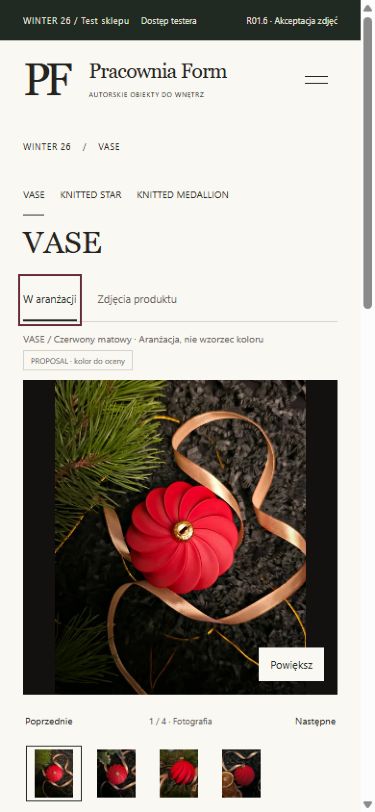 WINTER 26 / Test sklepu Dostęp testera R01.6 · Akceptacja zdjęć
PF Pracownia Form
AUTORSKIE OBIEKTY DO WNĘTRZ
WINTER 26 / VASE
VASE KNITTED STAR KNITTED MEDALLION
VASE
W aranżacji Zdjęcia produktu
VASE / Czerwony matowy · Aranżacja, nie wzorzec koloru
PROPOSAL · kolor do oceny
Powiększ
Poprzednie 1 / 4 · Fotografia Następne